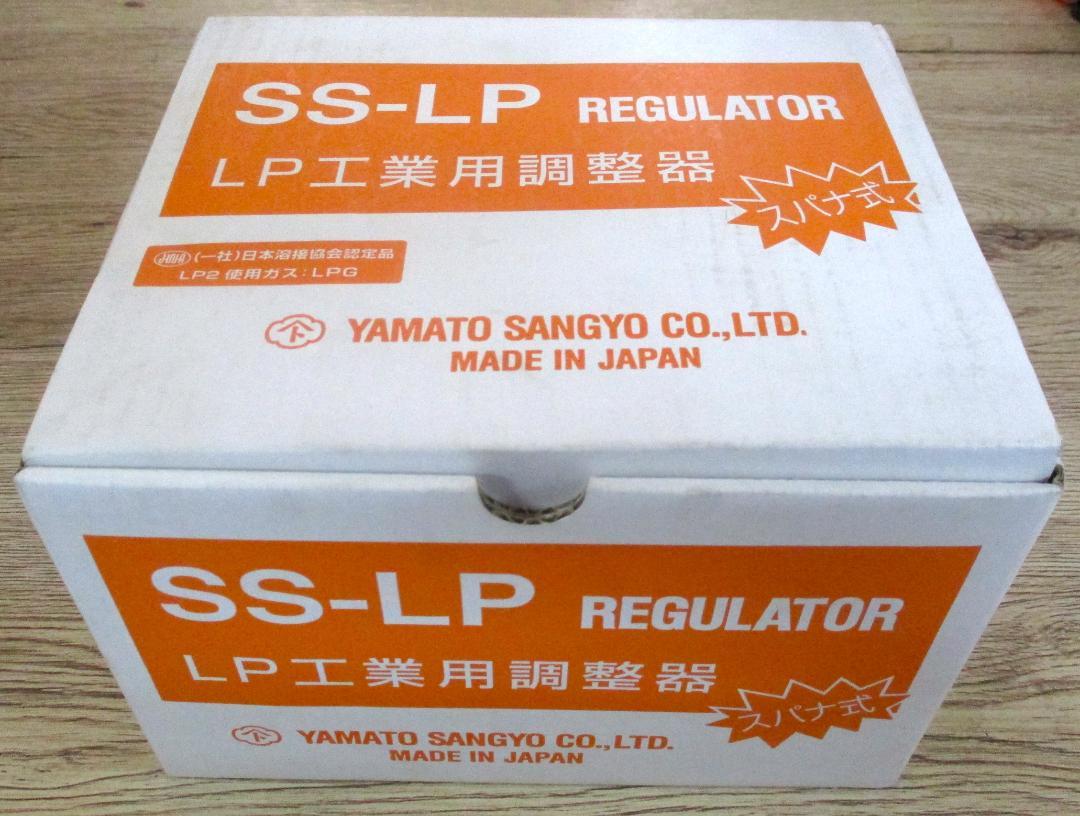 SS-LP REGULATOR
LP工業用調整器
スパナ式
(一社)日本溶接協会認定品
LP2 使用ガス:LPG
YAMATO SANGYO CO.,LTD.
MADE IN JAPAN
SS-LP REGULATOR
LP工業用調整器
スパナ式
YAMATO SANGYO CO.,LTD.
MADE IN JAPAN